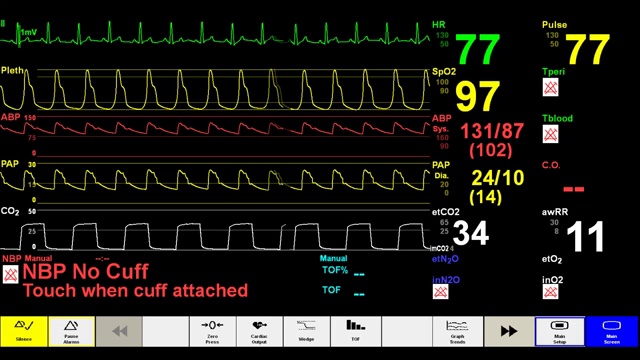 II
1mV
HR
130
50
77
Pulse
130
50
77
Pleth
SpO2
100
90
97
Tperi
ABP 150
75
0
ABP
Sys.
160
90
131/87
(102)
Tblood
PAP 30
15
0
PAP
Dia.
24/10
(14)
C.O.
--
CO2 50
25
0
etCO2
65
25
imCO2 4
34
awRR
30
8
11
NBP Manual --:--
NBP No Cuff
Touch when cuff attached
Manual
TOF% --
TOF --
etN2O
inN2O
etO2
inO2
Silence
Pause Alarms
Zero Press
Cardiac Output
Wedge
TOF
Graph Trends
Main Setup
Main Screen